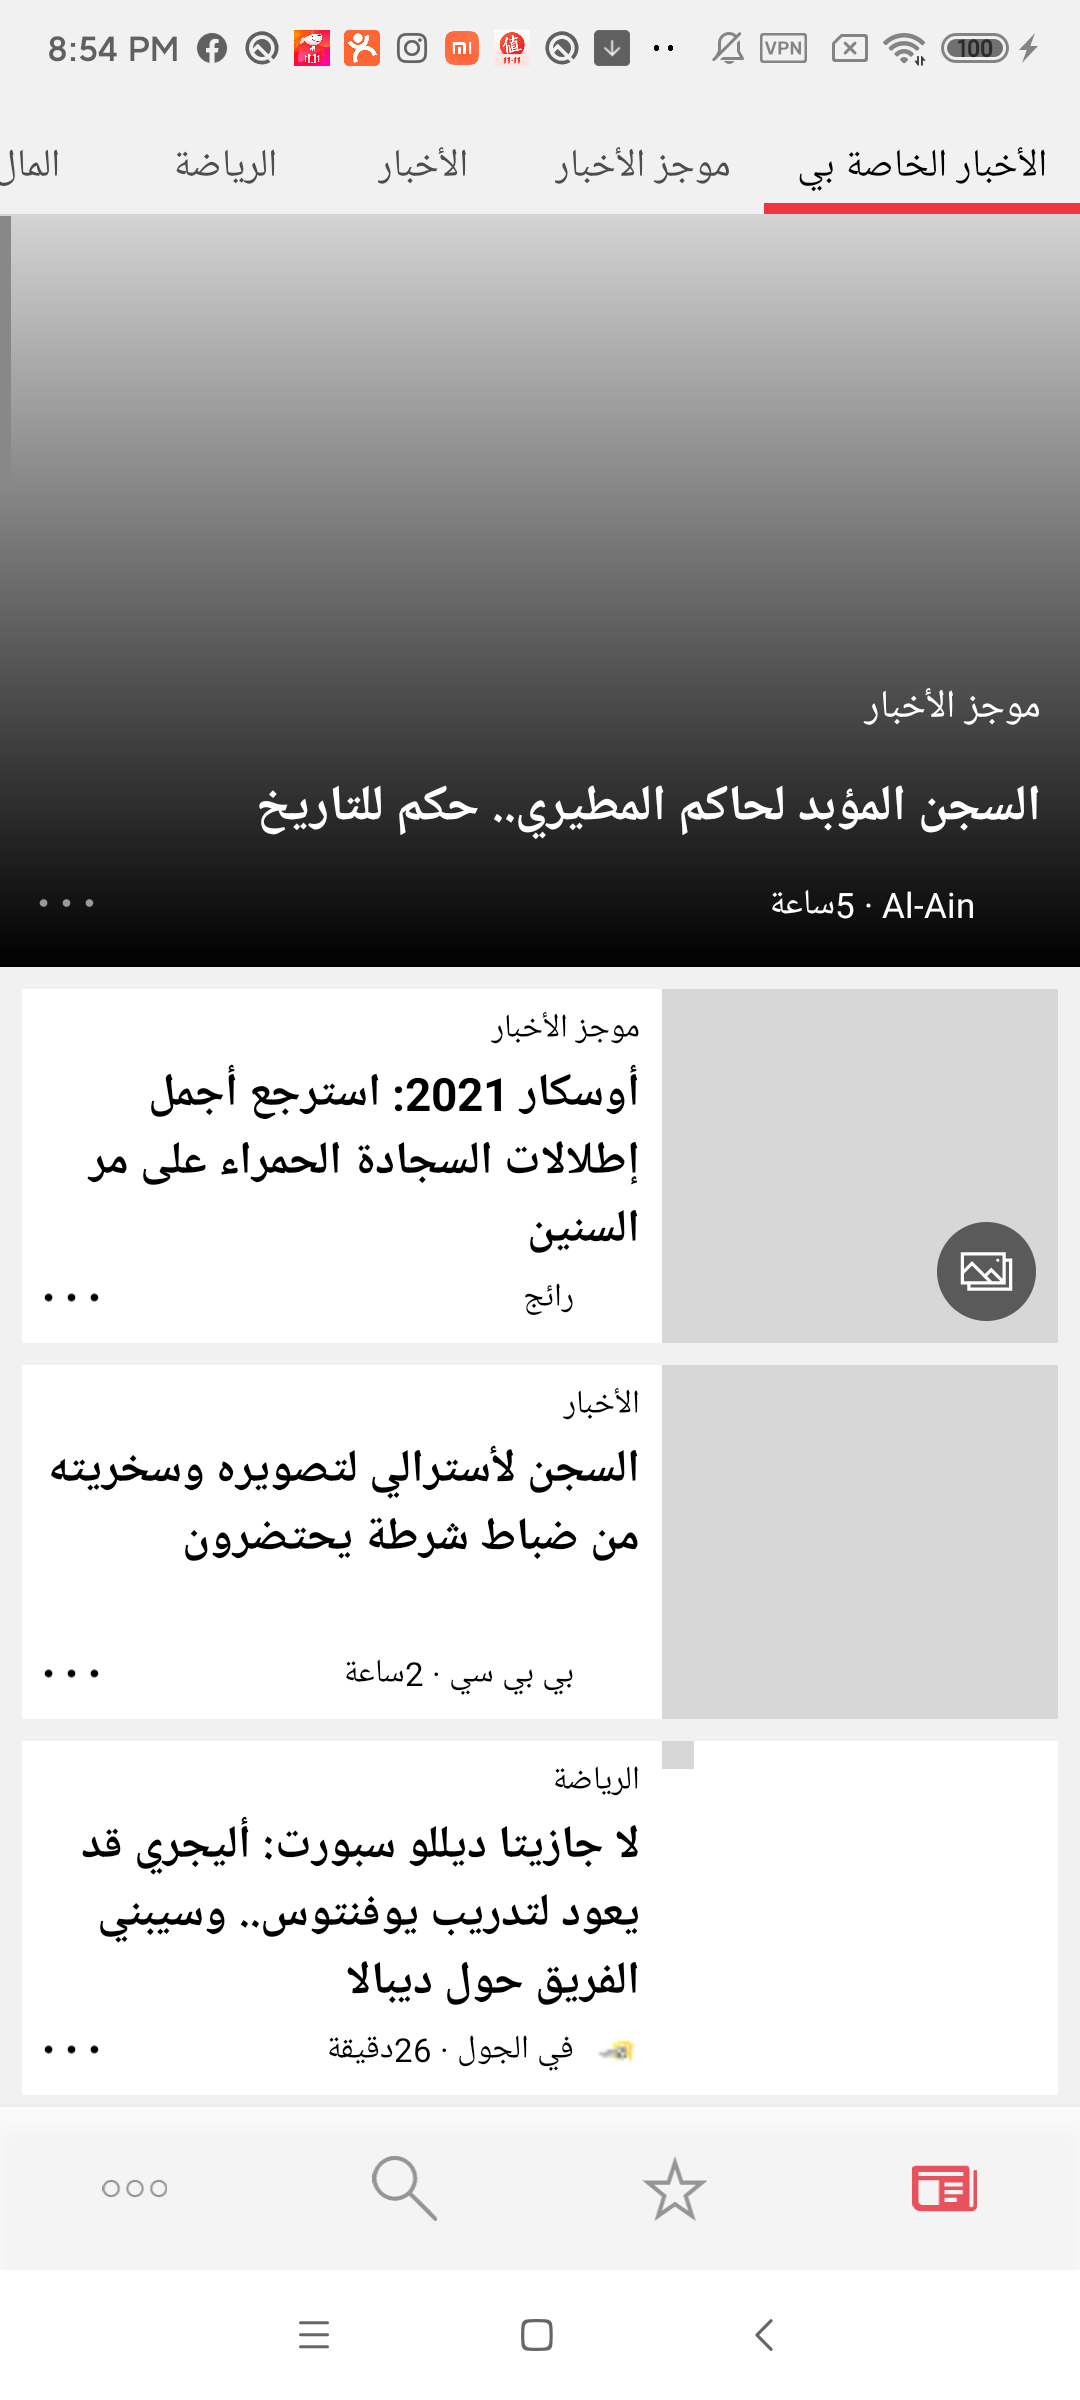 8:54 PM
VPN
100
الأخبار الخاصة بي
موجز الأخبار
الأخبار
الرياضة
المال
موجز الأخبار
السجن المؤبد لحاكم المطيري.. حكم للتاريخ
Al-Ain · 5ساعة
موجز الأخبار
أوسكار 2021: استرجع أجمل
إطلالات السجادة الحمراء على مر
السنين
رائج
الأخبار
السجن لأسترالي لتصويره وسخريته
من ضباط شرطة يحتضرون
بي بي سي · 2ساعة
الرياضة
لا جازيتا ديللو سبورت: أليجري قد
يعود لتدريب يوفنتوس.. وسيبني
الفريق حول ديبالا
في الجول · 26دقيقة